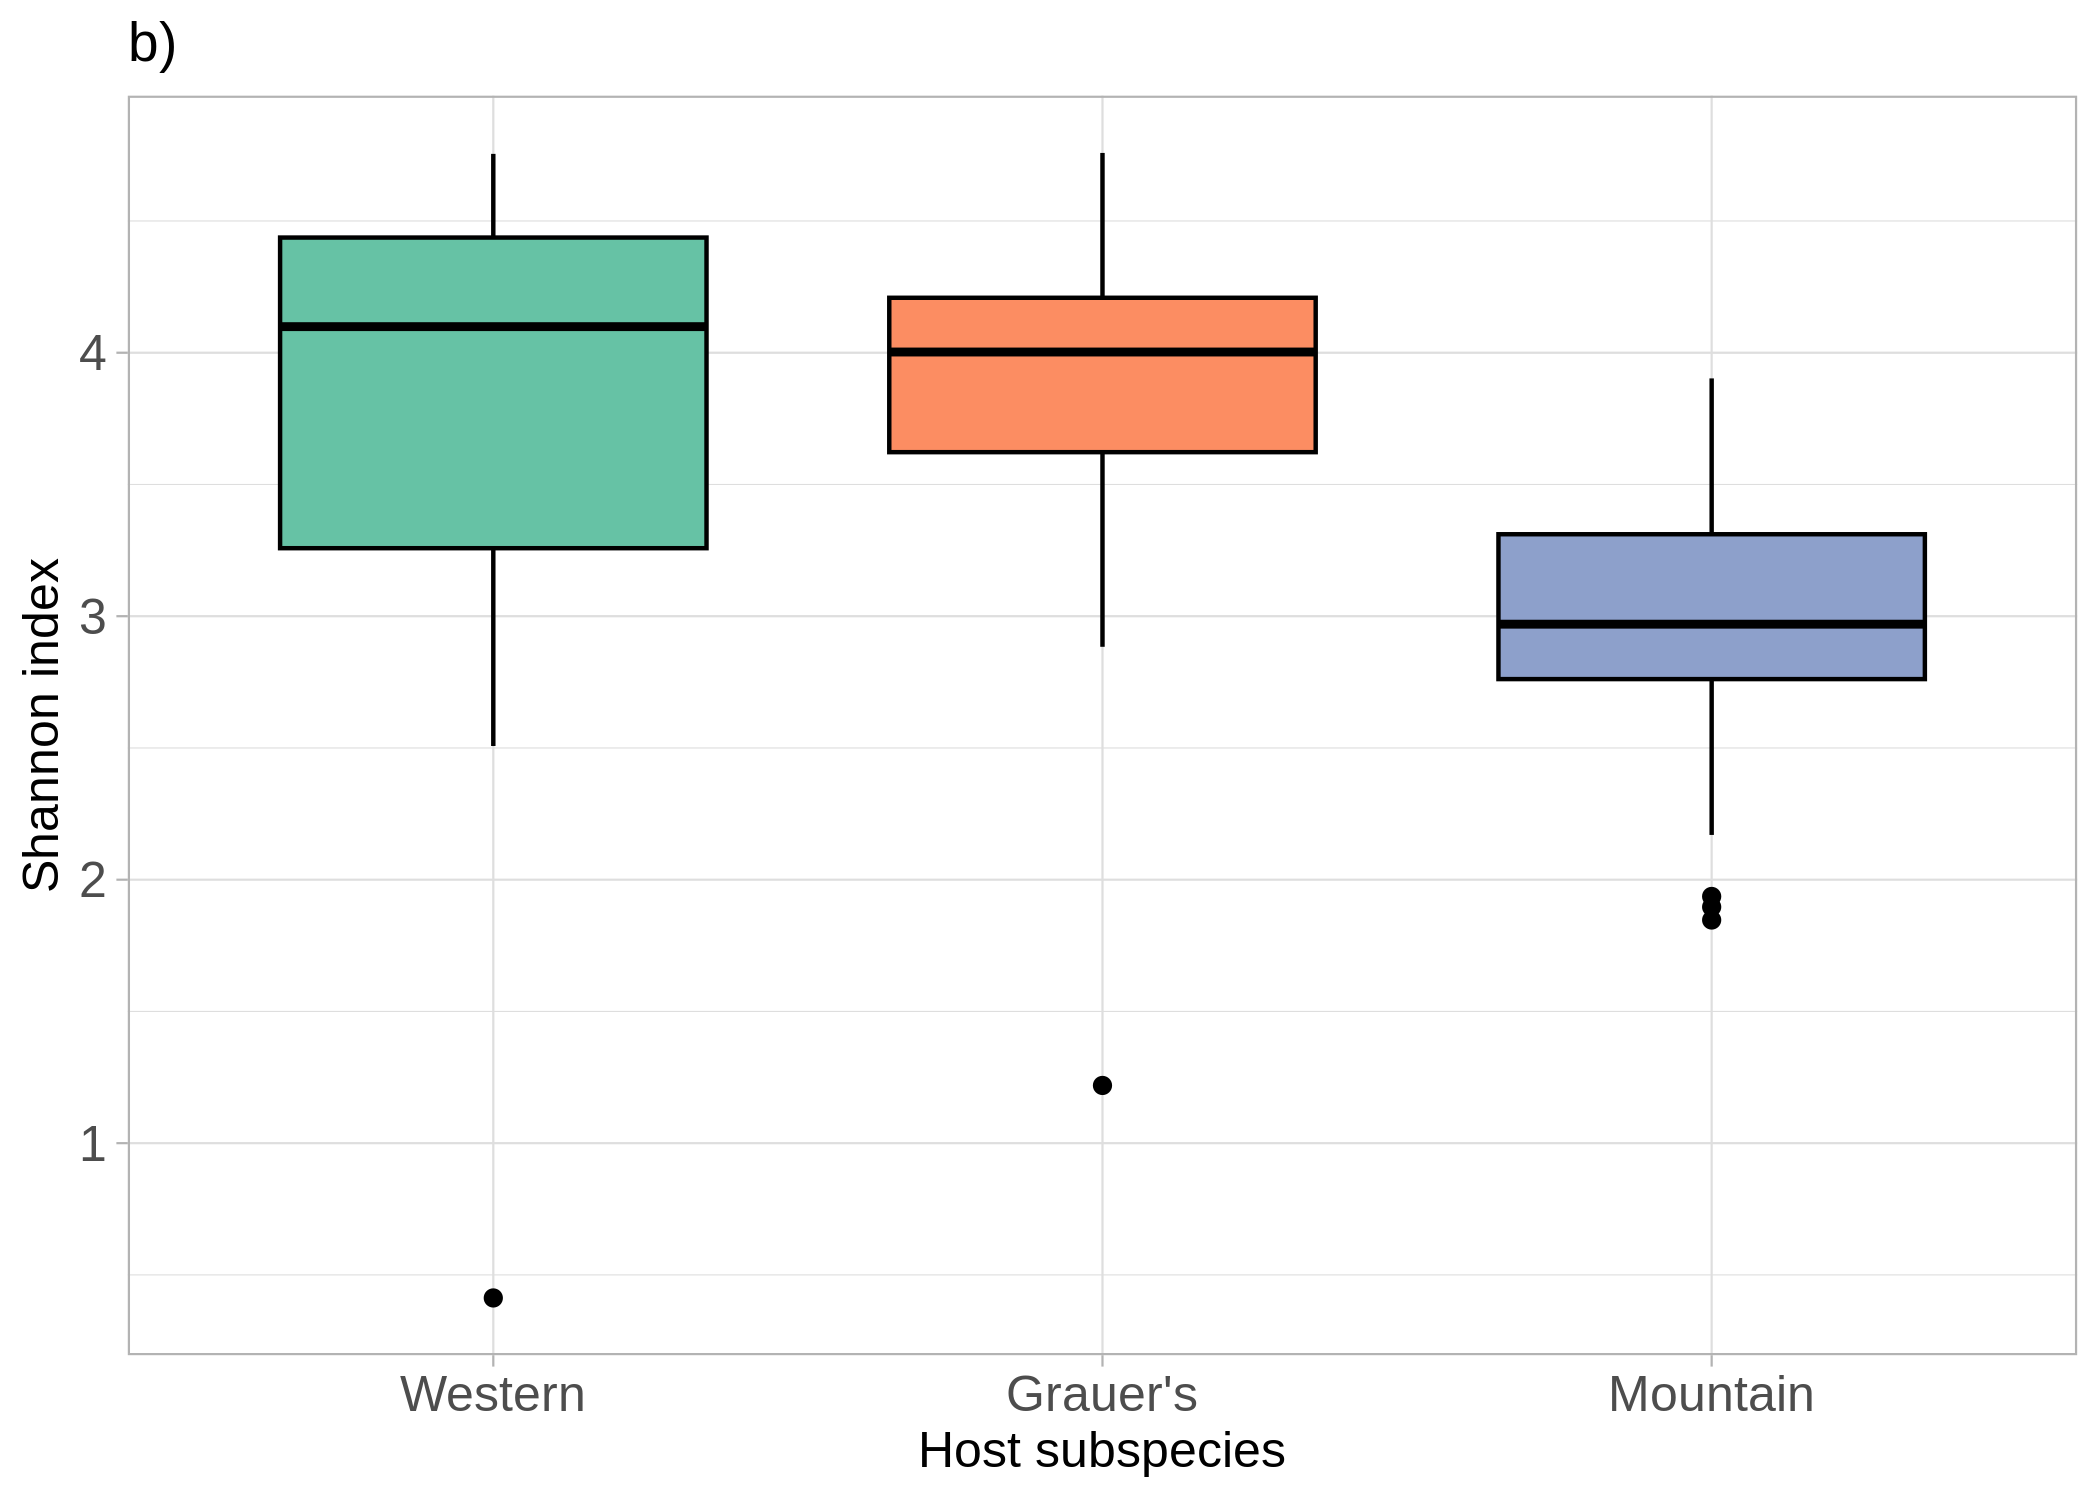 b)
Shannon index
4
3
2
1
Western
Grauer's
Mountain
Host subspecies